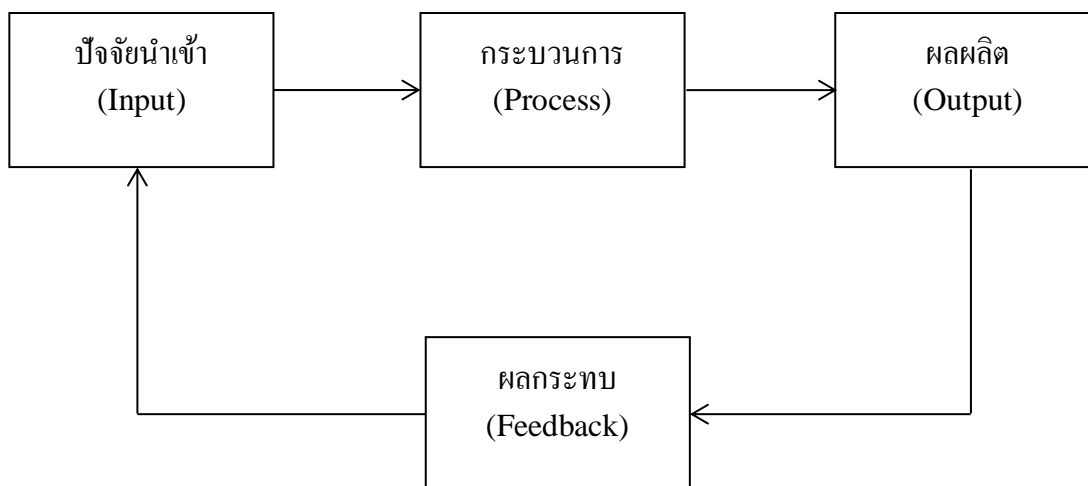 ปัจจัยนำเข้า
(Input)
กระบวนการ
(Process)
ผลผลิต
(Output)
ผลกระทบ
(Feedback)